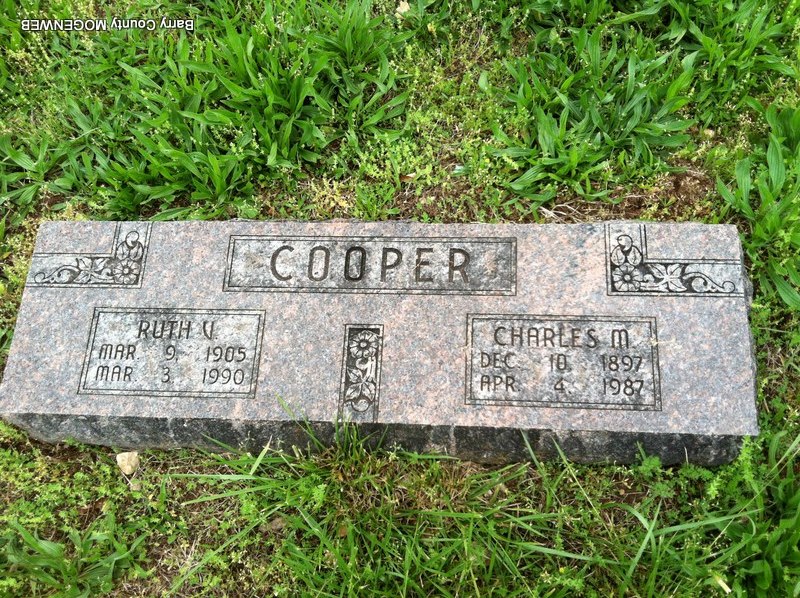 Barry County MOGENWEB
COOPER
RUTH V.
MAR. 9, 1905
MAR. 3, 1990
CHARLES M.
DEC. 10, 1897
APR. 4, 1987